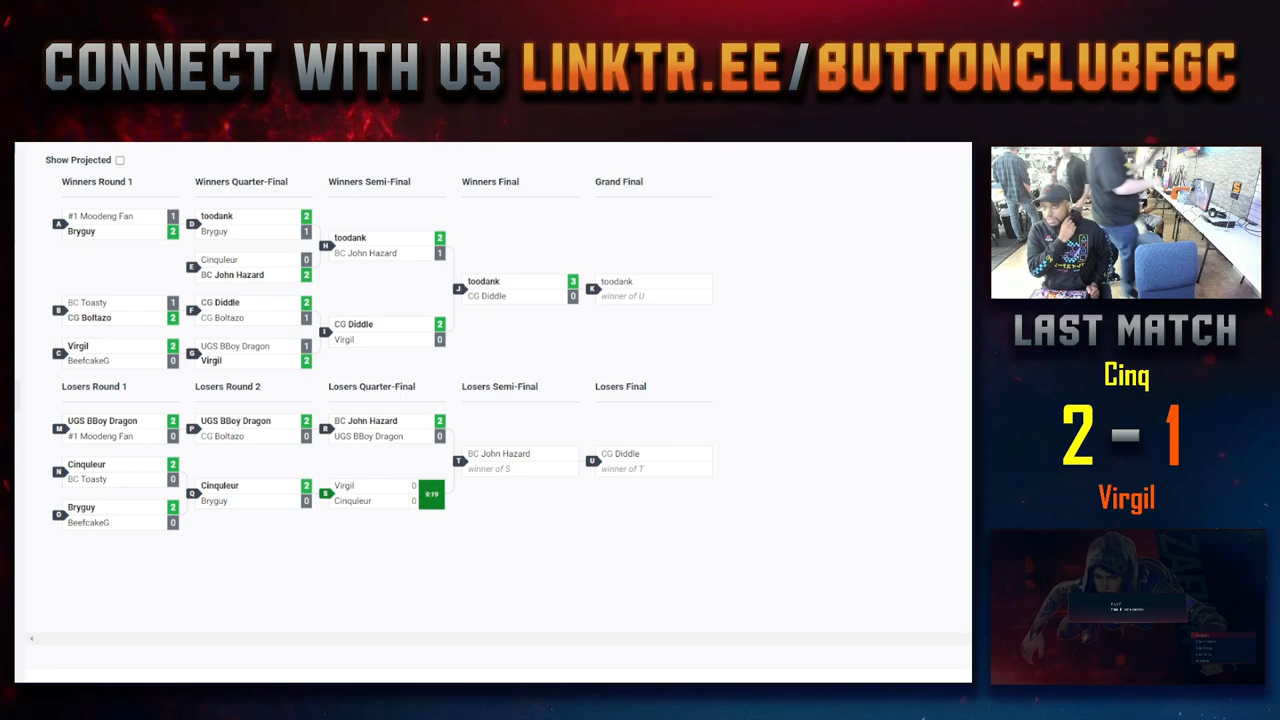 CONNECT WITH US LINKTR.EE/BUTTONCLUBFGC
Show Projected
Winners Round 1
Winners Quarter-Final
Winners Semi-Final
Winners Final
Grand Final
A
#1 Moodeng Fan 1
Bryguy 2
B
BC Toasty 1
CG Boltazo 2
C
Virgil 2
BeefcakeG 0
D
toodank 2
Bryguy 1
E
Cinquleur 0
BC John Hazard 2
F
CG Diddle 2
CG Boltazo 1
G
UGS BBoy Dragon 1
Virgil 2
H
toodank 2
BC John Hazard 1
I
CG Diddle 2
Virgil 0
J
toodank 3
CG Diddle 0
K
toodank
winner of U
Losers Round 1
Losers Round 2
Losers Quarter-Final
Losers Semi-Final
Losers Final
M
UGS BBoy Dragon 2
#1 Moodeng Fan 0
N
Cinquleur 2
BC Toasty 0
O
Bryguy 2
BeefcakeG 0
P
UGS BBoy Dragon 2
CG Boltazo 0
Q
Cinquleur 2
Bryguy 0
R
BC John Hazard 2
UGS BBoy Dragon 0
S
Virgil 0
Cinquleur 0
9:19
T
BC John Hazard
winner of S
U
CG Diddle
winner of T
LAST MATCH
Cinq
2 - 1
Virgil